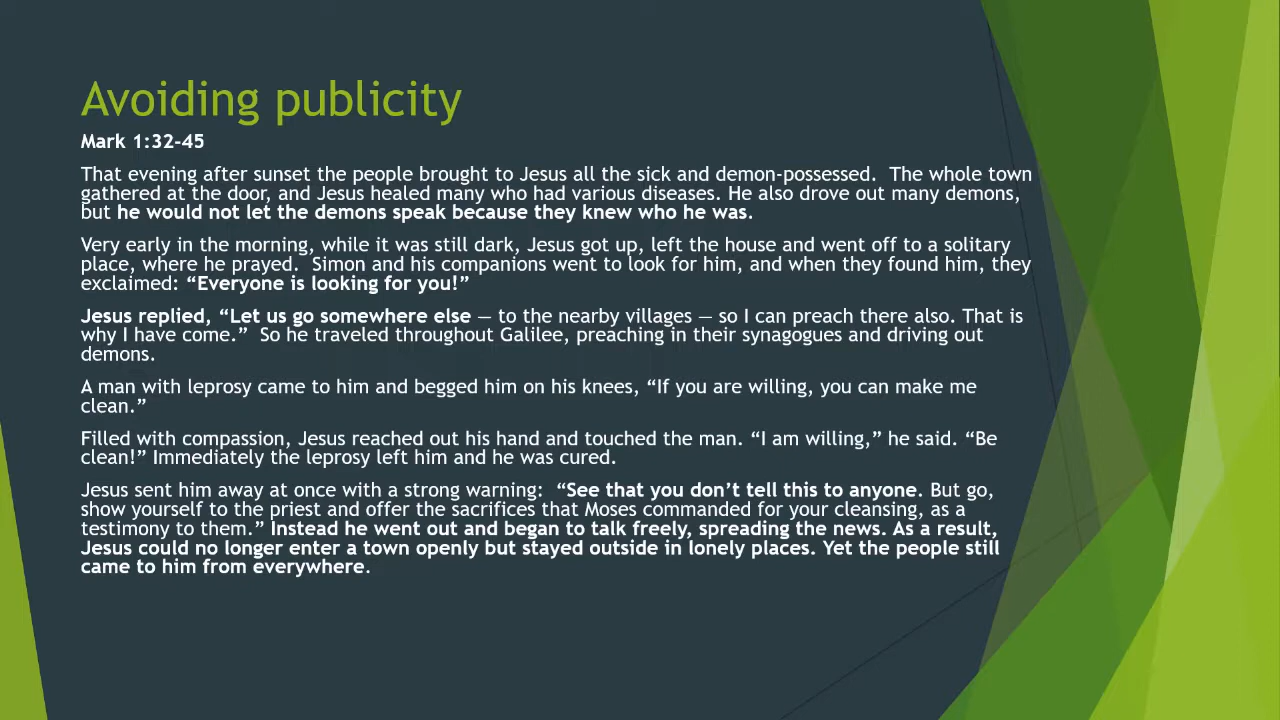 Avoiding publicity
Mark 1:32-45
That evening after sunset the people brought to Jesus all the sick and demon-possessed.  The whole town
gathered at the door, and Jesus healed many who had various diseases. He also drove out many demons,
but he would not let the demons speak because they knew who he was.
Very early in the morning, while it was still dark, Jesus got up, left the house and went off to a solitary
place, where he prayed.  Simon and his companions went to look for him, and when they found him, they
exclaimed: “Everyone is looking for you!”
Jesus replied, “Let us go somewhere else — to the nearby villages — so I can preach there also. That is
why I have come.”  So he traveled throughout Galilee, preaching in their synagogues and driving out
demons.
A man with leprosy came to him and begged him on his knees, “If you are willing, you can make me
clean.”
Filled with compassion, Jesus reached out his hand and touched the man. “I am willing,” he said. “Be
clean!” Immediately the leprosy left him and he was cured.
Jesus sent him away at once with a strong warning:  “See that you don’t tell this to anyone. But go,
show yourself to the priest and offer the sacrifices that Moses commanded for your cleansing, as a
testimony to them.” Instead he went out and began to talk freely, spreading the news. As a result,
Jesus could no longer enter a town openly but stayed outside in lonely places. Yet the people still
came to him from everywhere.